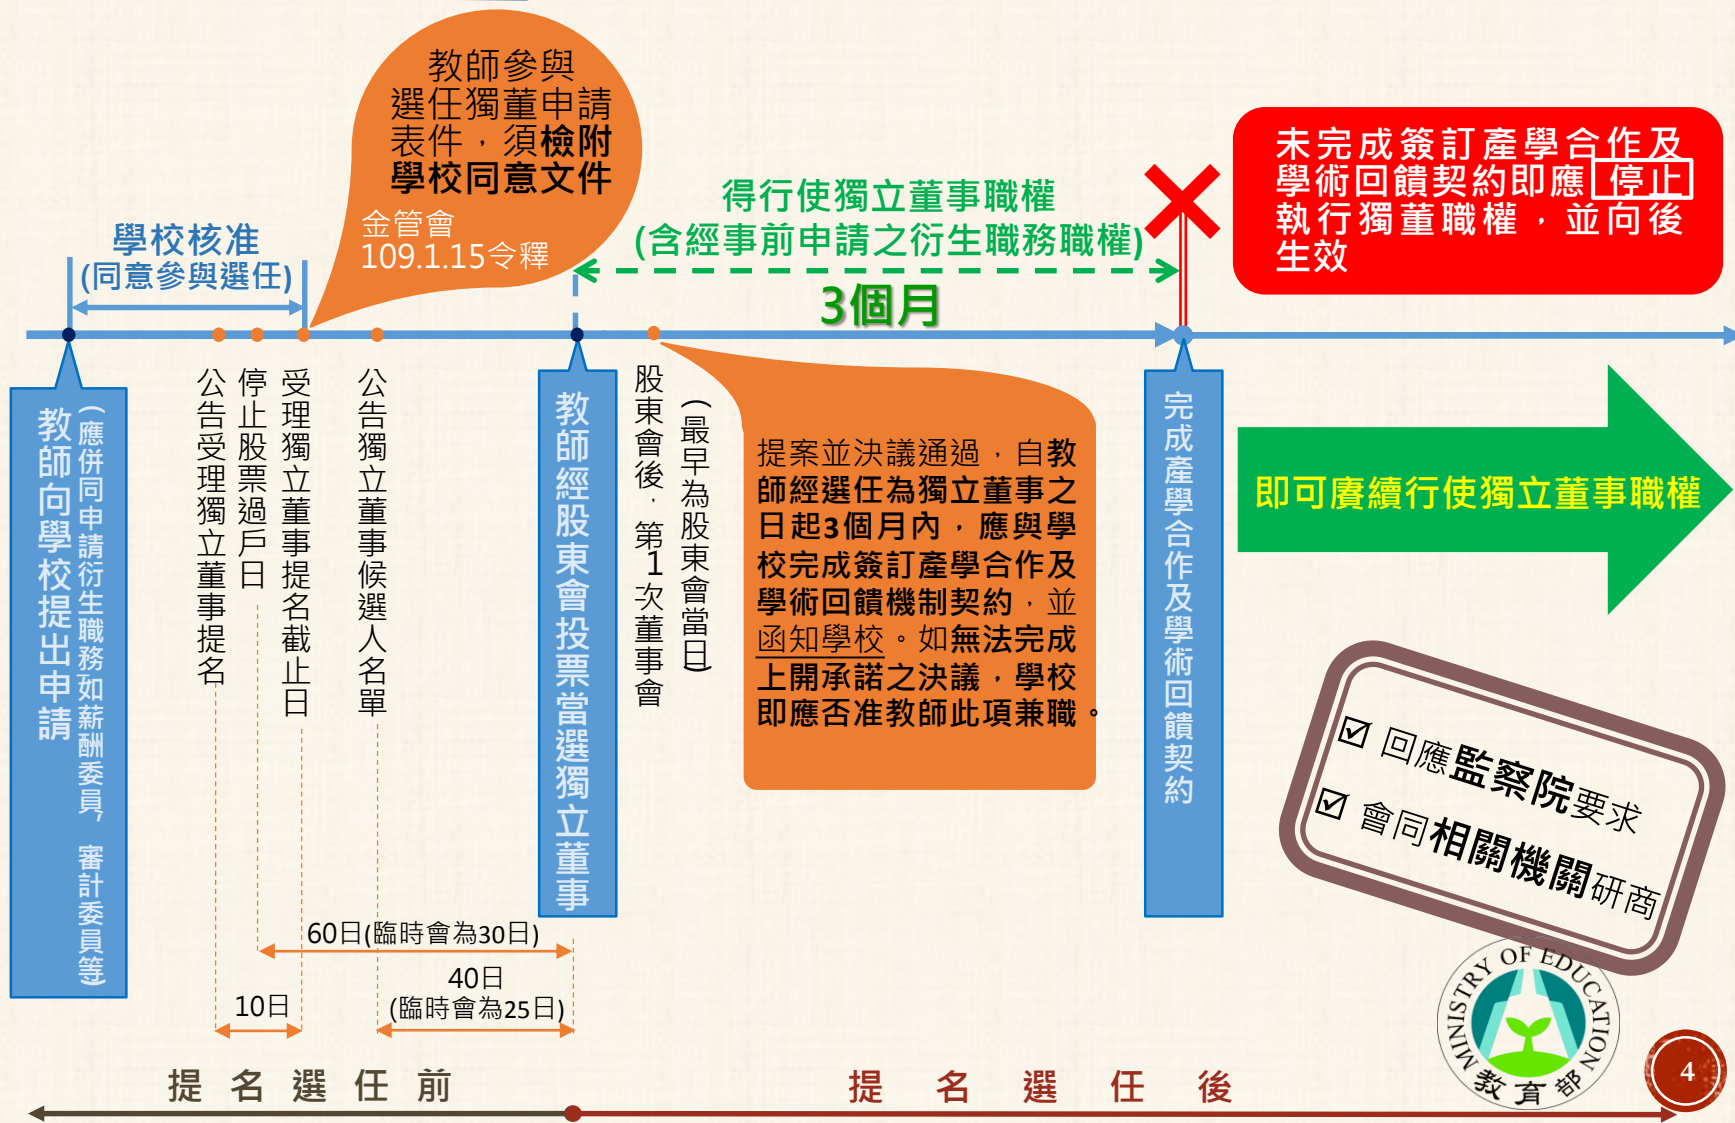 教師參與
選任獨董申請
表件，須檢附
學校同意文件
金管會
109.1.15令釋
學校核准
(同意參與選任)
得行使獨立董事職權
(含經事前申請之衍生職務職權)
3個月
未完成簽訂產學合作及
學術回饋契約即應 停止
執行獨董職權，並向後
生效
教師向學校提出申請
(應併同申請衍生職務,如薪酬委員, 審計委員等)
公告受理獨立董事提名
停止股票過戶日
受理獨立董事提名截止日
公告獨立董事候選人名單
教師經股東會投票當選獨立董事
股東會後，第1次董事會
(最早為股東會當日)
提案並決議通過，自教
師經選任為獨立董事之
日起3個月內，應與學
校完成簽訂產學合作及
學術回饋機制契約，並
函知學校。如無法完成
上開承諾之決議，學校
即應否准教師此項兼職。
完成產學合作及學術回饋契約
即可賡續行使獨立董事職權
☑ 回應監察院要求
☑ 會同相關機關研商
60日(臨時會為30日)
10日
40日
(臨時會為25日)
提名選任前
提名選任後
MINISTRY OF EDUCATION
教育部
4